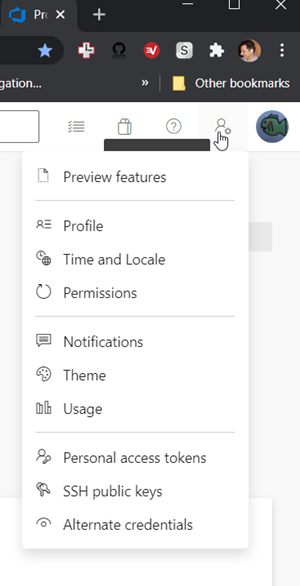 Pr
gation...
»
Other bookmarks
Preview features
Profile
Time and Locale
Permissions
Notifications
Theme
Usage
Personal access tokens
SSH public keys
Alternate credentials